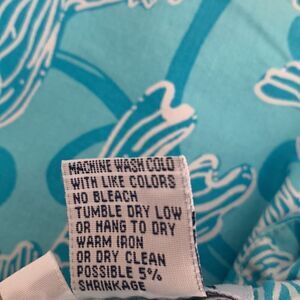 MACHINE WASH COLD
WITH LIKE COLORS
NO BLEACH
TUMBLE DRY LOW
OR HANG TO DRY
WARM IRON
OR DRY CLEAN
POSSIBLE 5%
SHRINKAGE